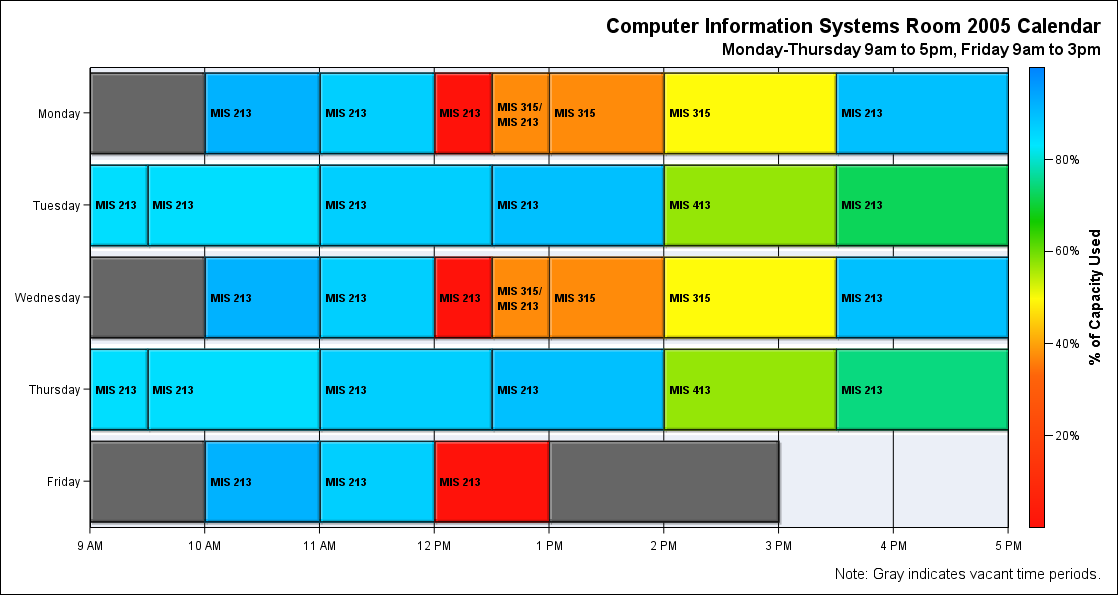 Computer Information Systems Room 2005 Calendar
Monday-Thursday 9am to 5pm, Friday 9am to 3pm
Monday
MIS 213
MIS 213
MIS 213
MIS 315/
MIS 213
MIS 315
MIS 315
MIS 213
Tuesday
MIS 213
MIS 213
MIS 213
MIS 213
MIS 413
MIS 213
Wednesday
MIS 213
MIS 213
MIS 213
MIS 315/
MIS 213
MIS 315
MIS 315
MIS 213
Thursday
MIS 213
MIS 213
MIS 213
MIS 213
MIS 413
MIS 213
Friday
MIS 213
MIS 213
MIS 213
9 AM
10 AM
11 AM
12 PM
1 PM
2 PM
3 PM
4 PM
5 PM
80%
60%
40%
20%
% of Capacity Used
Note: Gray indicates vacant time periods.